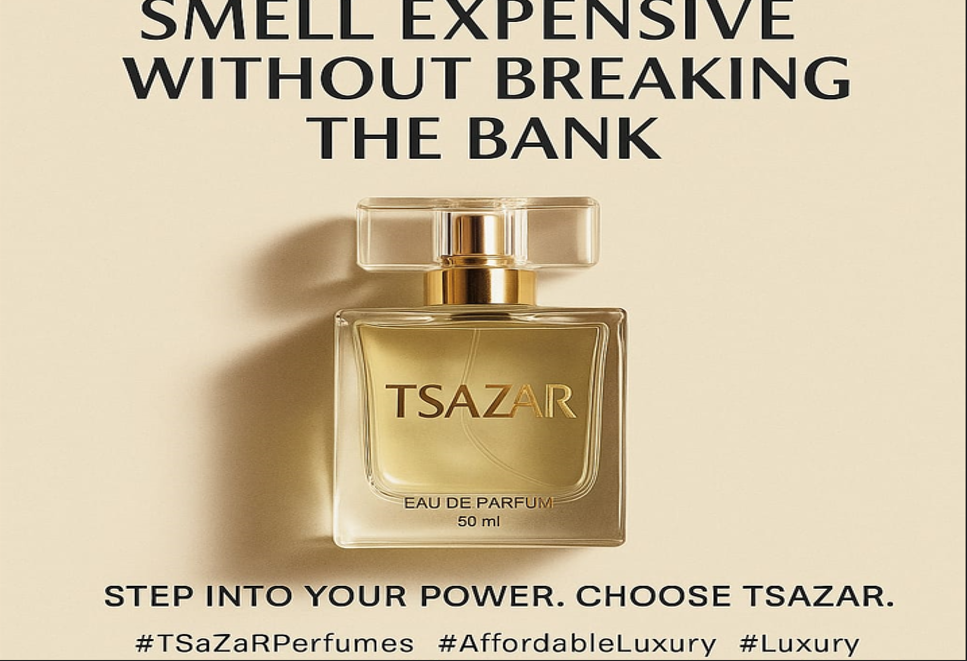 SMELL EXPENSIVE
WITHOUT BREAKING
THE BANK
TSAZAR
EAU DE PARFUM
50 ml
STEP INTO YOUR POWER. CHOOSE TSAZAR.
#TSaZaRPerfumes #AffordableLuxury #Luxury